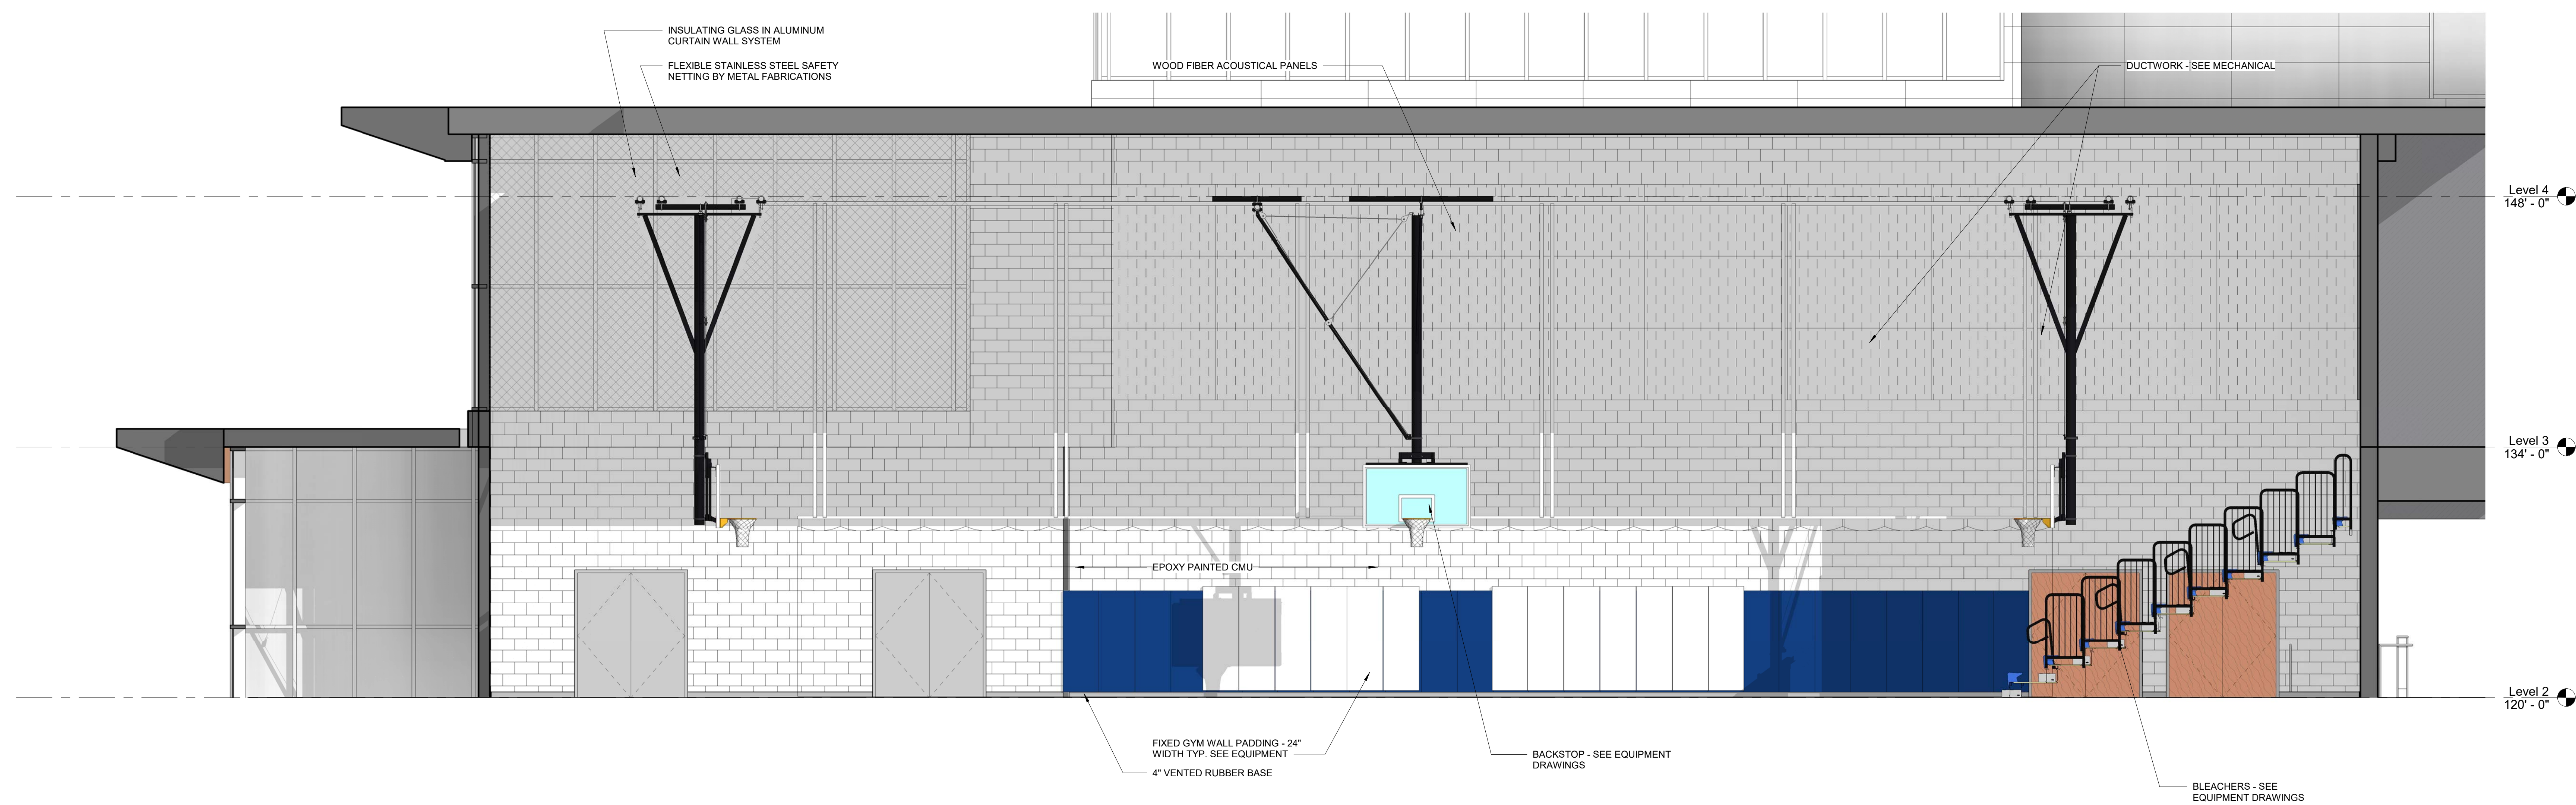 INSULATING GLASS IN ALUMINUM
CURTAIN WALL SYSTEM
FLEXIBLE STAINLESS STEEL SAFETY
NETTING BY METAL FABRICATIONS
WOOD FIBER ACOUSTICAL PANELS
DUCTWORK - SEE MECHANICAL
Level 4
148' - 0"
Level 3
134' - 0"
EPOXY PAINTED CMU
Level 2
120' - 0"
FIXED GYM WALL PADDING - 24"
WIDTH TYP. SEE EQUIPMENT
4" VENTED RUBBER BASE
BACKSTOP - SEE EQUIPMENT
DRAWINGS
BLEACHERS - SEE
EQUIPMENT DRAWINGS